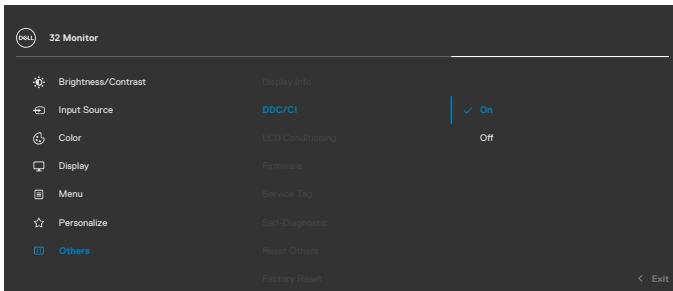 DELL 32 Monitor
Brightness/Contrast Display Info
Input Source DDC/CI On
Color LCD Conditioning Off
Display Firmware
Menu Service Tag
Personalize Self-Diagnostic
Others Reset Others
Factory Reset Exit